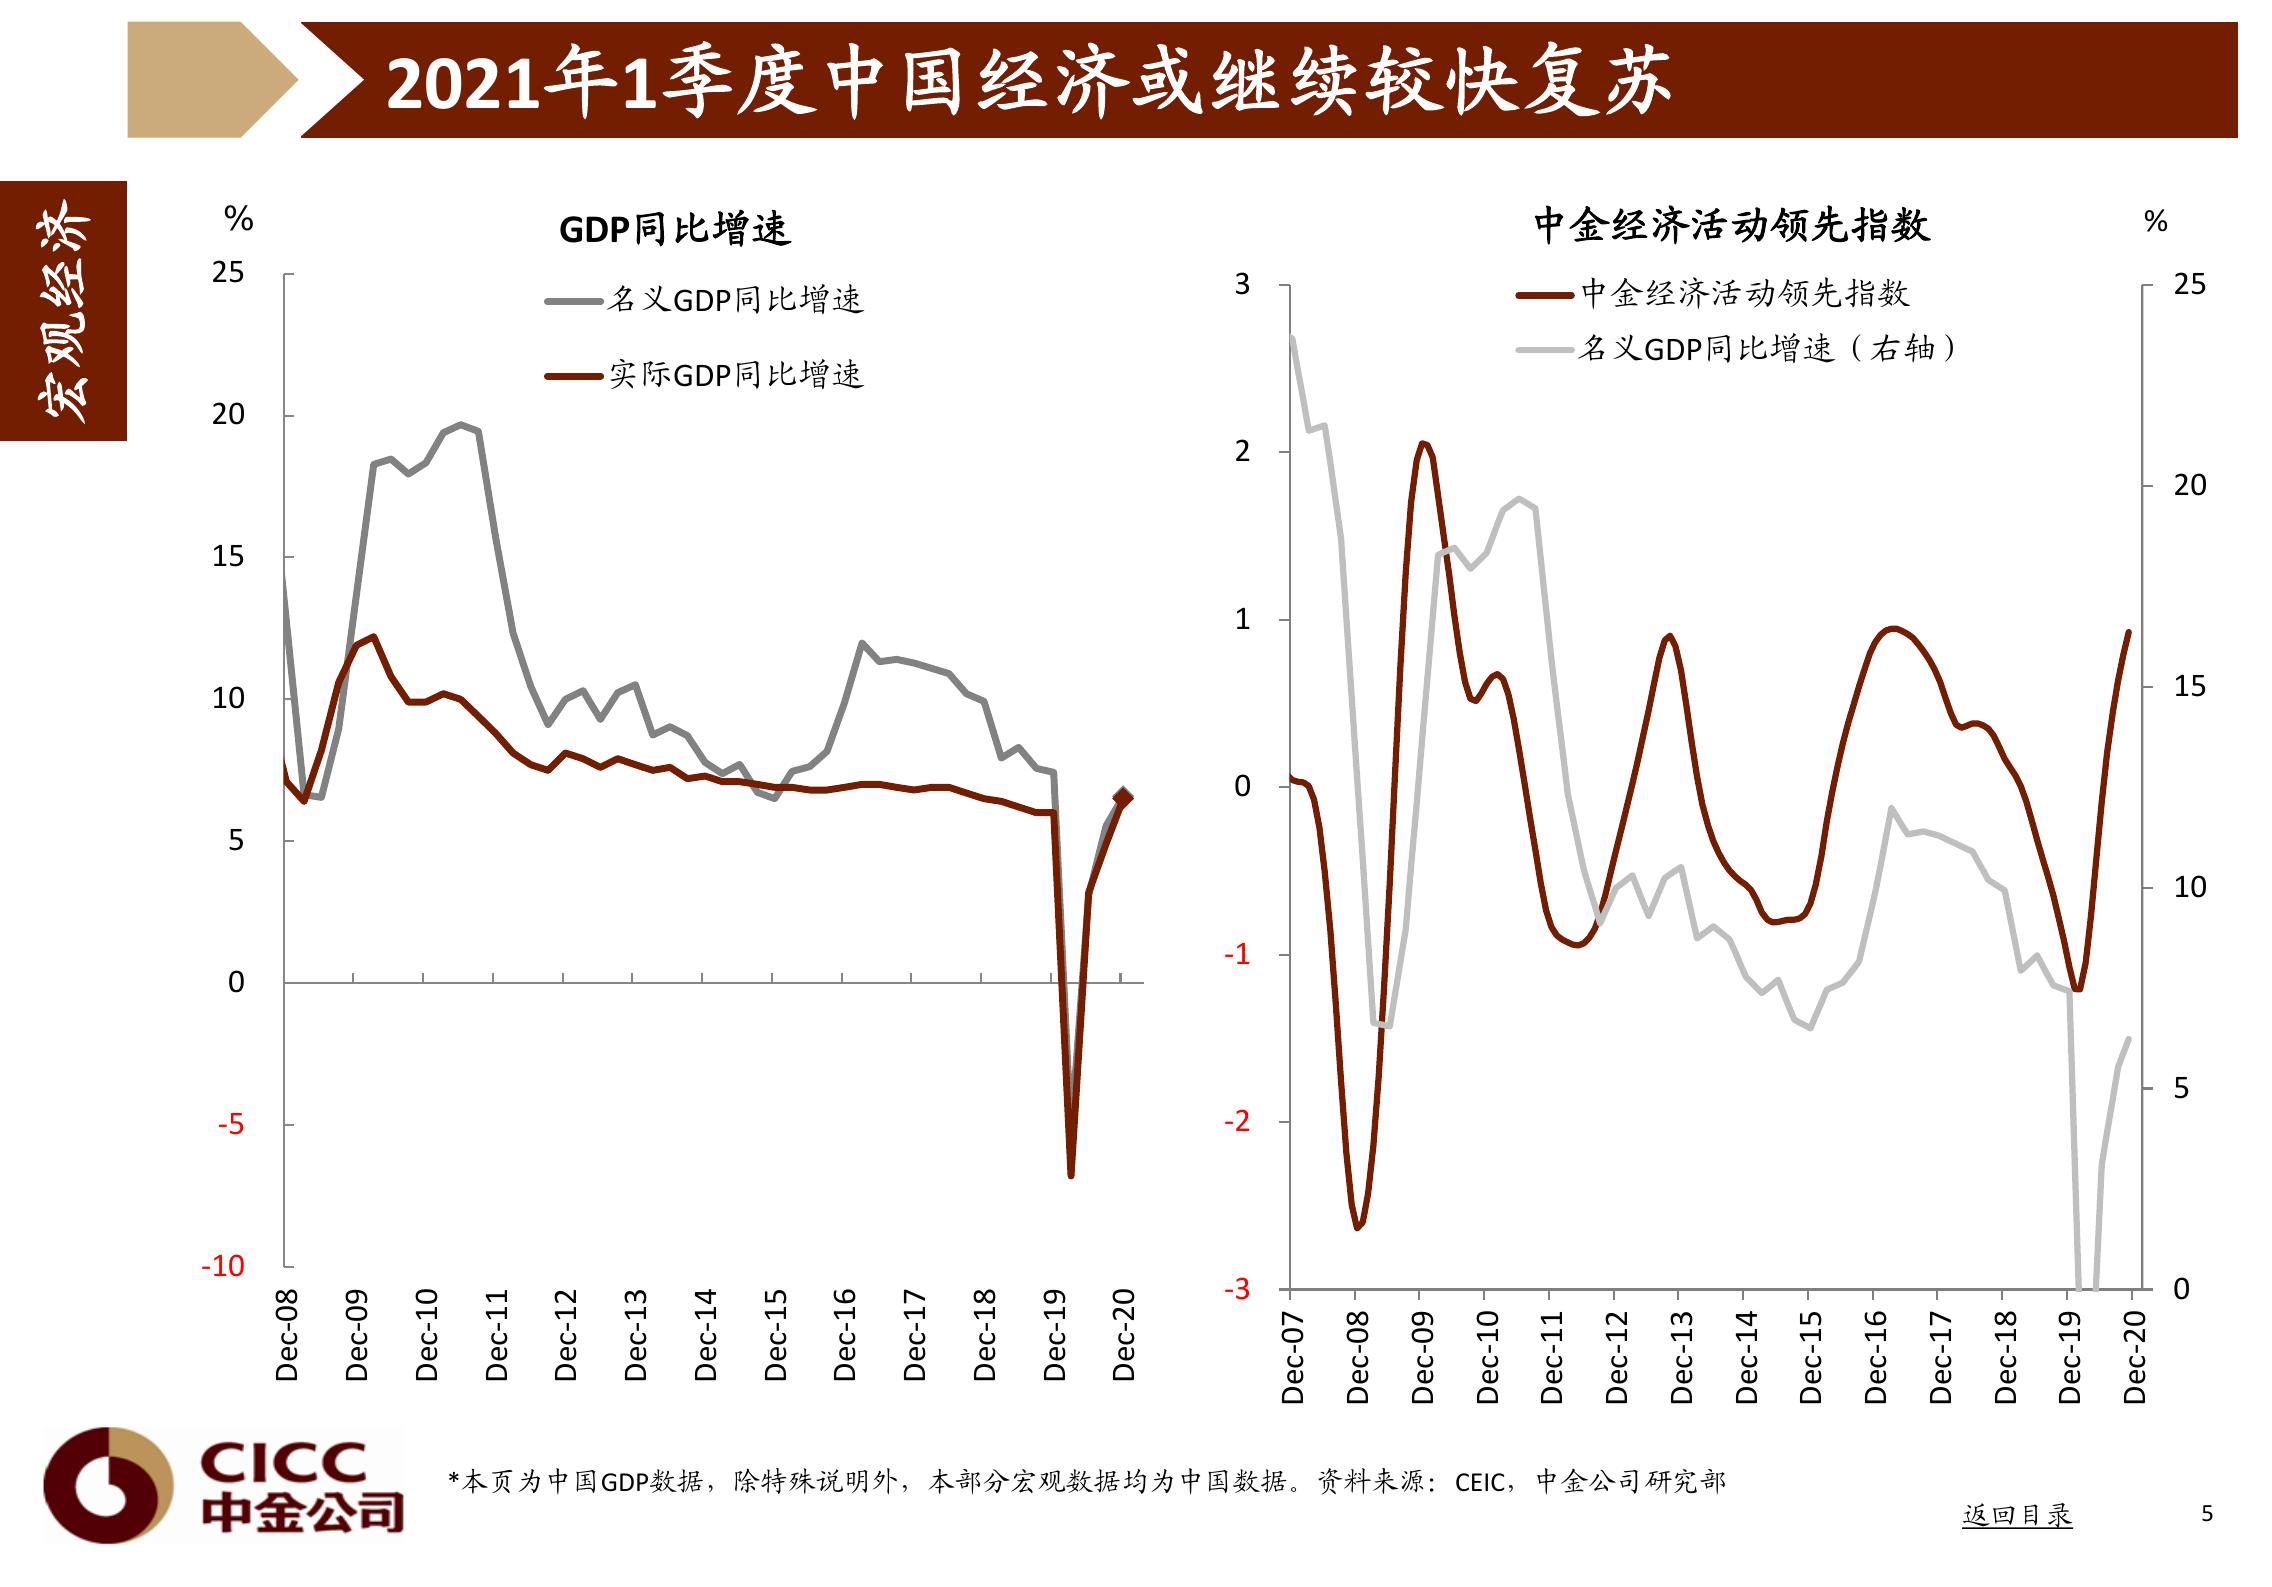 2021年1季度中国经济或继续较快复苏
宏观经济
%
GDP同比增速
名义GDP同比增速
实际GDP同比增速
25
20
15
10
5
0
-5
-10
Dec-08
Dec-09
Dec-10
Dec-11
Dec-12
Dec-13
Dec-14
Dec-15
Dec-16
Dec-17
Dec-18
Dec-19
Dec-20
中金经济活动领先指数
%
中金经济活动领先指数
名义GDP同比增速（右轴）
3
2
1
0
-1
-2
-3
25
20
15
10
5
0
Dec-07
Dec-08
Dec-09
Dec-10
Dec-11
Dec-12
Dec-13
Dec-14
Dec-15
Dec-16
Dec-17
Dec-18
Dec-19
Dec-20
CICC
中金公司
*本页为中国GDP数据，除特殊说明外，本部分宏观数据均为中国数据。资料来源：CEIC，中金公司研究部
返回目录
5